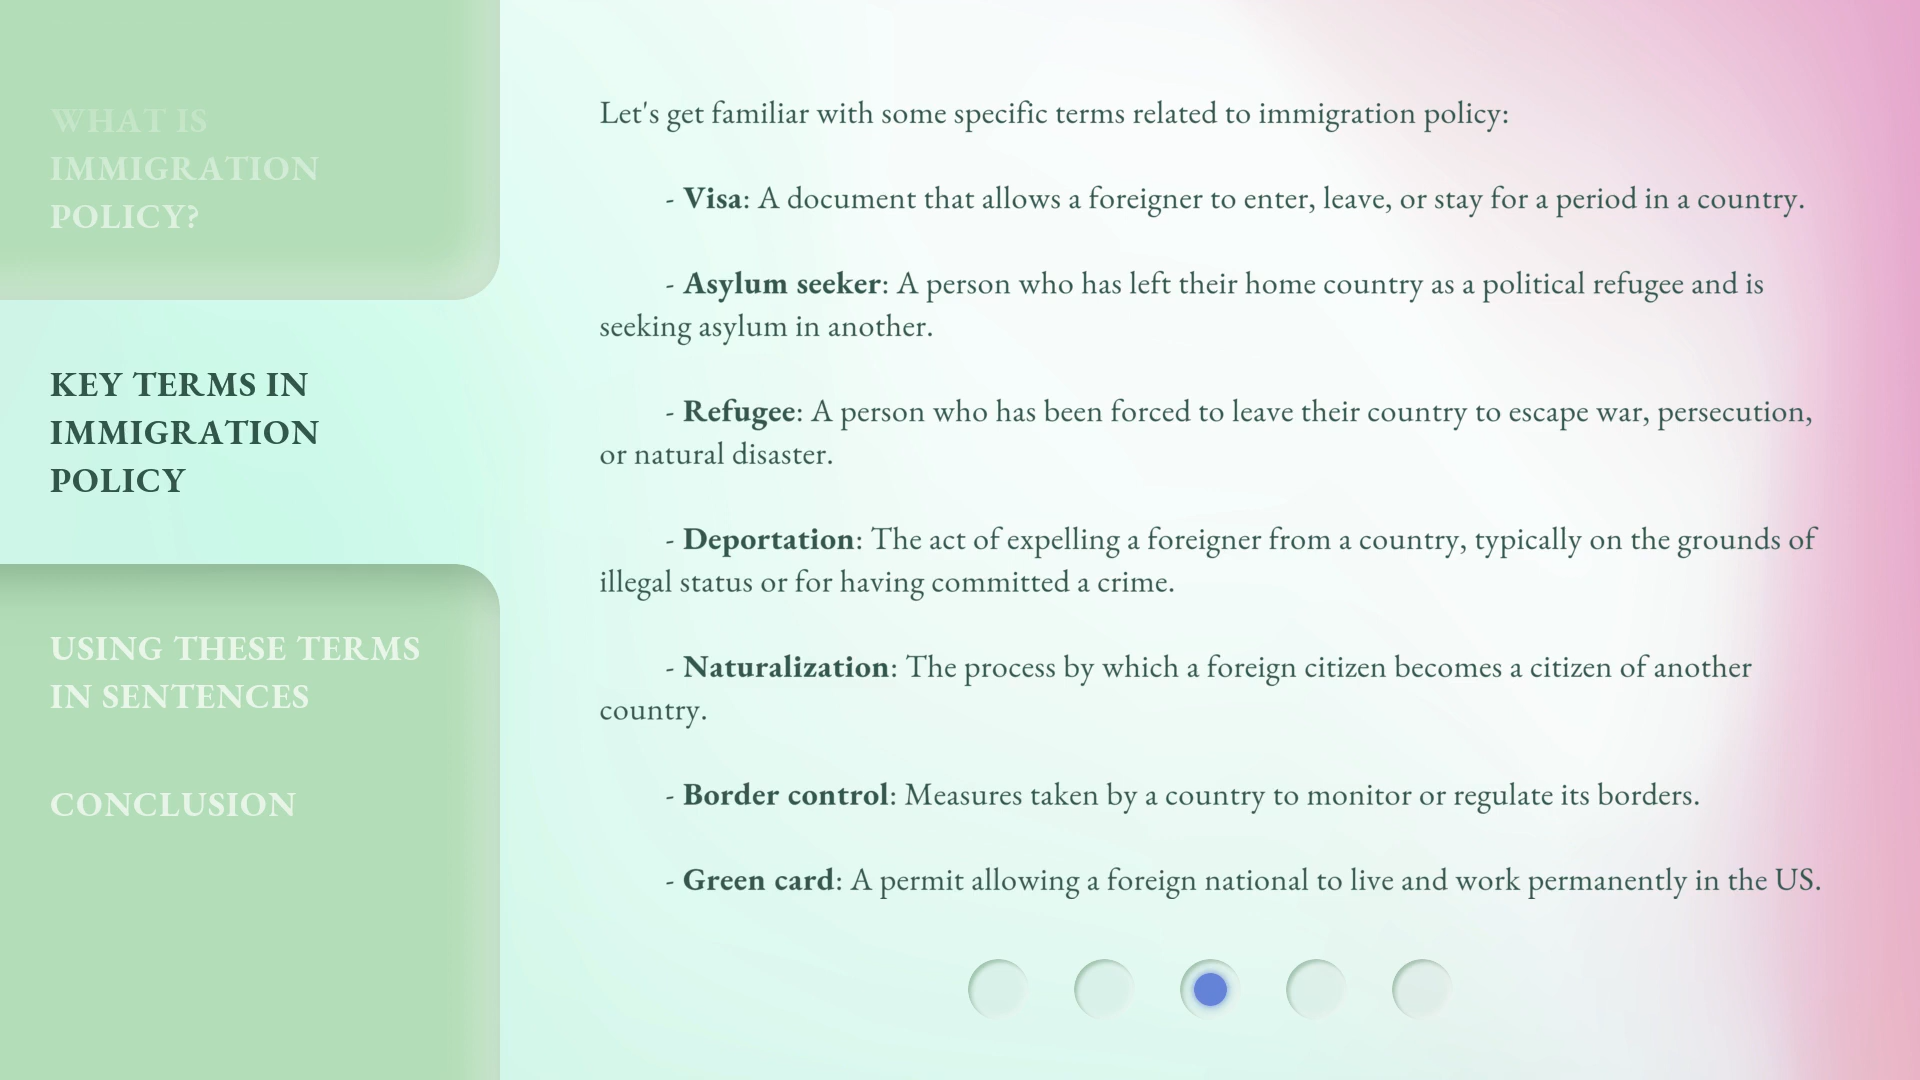 WHAT IS
IMMIGRATION
POLICY?
KEY TERMS IN
IMMIGRATION
POLICY
USING THESE TERMS
IN SENTENCES
CONCLUSION
Let's get familiar with some specific terms related to immigration policy:
- Visa: A document that allows a foreigner to enter, leave, or stay for a period in a country.
- Asylum seeker: A person who has left their home country as a political refugee and is
seeking asylum in another.
- Refugee: A person who has been forced to leave their country to escape war, persecution,
or natural disaster.
- Deportation: The act of expelling a foreigner from a country, typically on the grounds of
illegal status or for having committed a crime.
- Naturalization: The process by which a foreign citizen becomes a citizen of another
country.
- Border control: Measures taken by a country to monitor or regulate its borders.
- Green card: A permit allowing a foreign national to live and work permanently in the US.